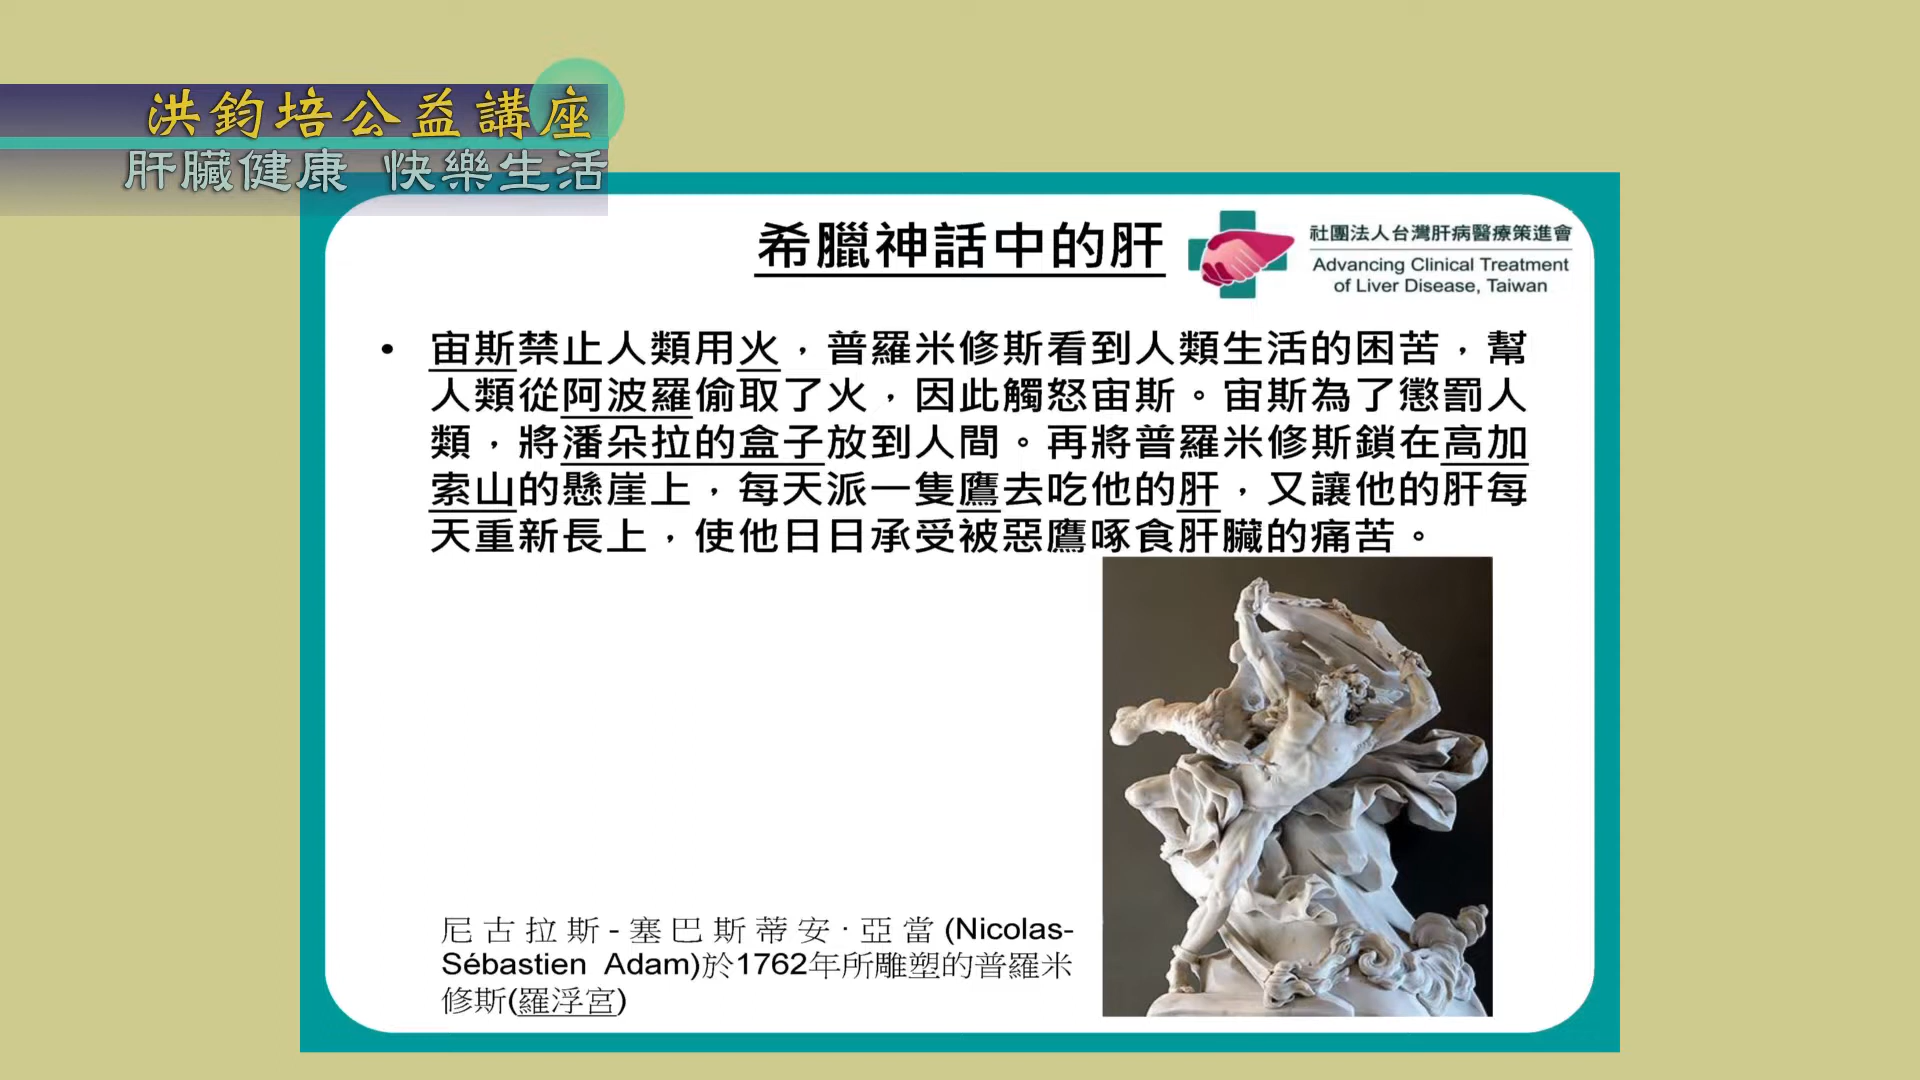 洪鈞培公益講座
肝臟健康 快樂生活
希臘神話中的肝
社團法人台灣肝病醫療策進會
Advancing Clinical Treatment
of Liver Disease, Taiwan
• 宙斯禁止人類用火，普羅米修斯看到人類生活的困苦，幫
人類從阿波羅偷取了火，因此觸怒宙斯。宙斯為了懲罰人
類，將潘朵拉的盒子放到人間。再將普羅米修斯鎖在高加
索山的懸崖上，每天派一隻鷹去吃他的肝，又讓他的肝每
天重新長上，使他日日承受被惡鷹啄食肝臟的痛苦。
尼古拉斯-塞巴斯蒂安·亞當(Nicolas-
Sébastien Adam)於1762年所雕塑的普羅米
修斯(羅浮宮)